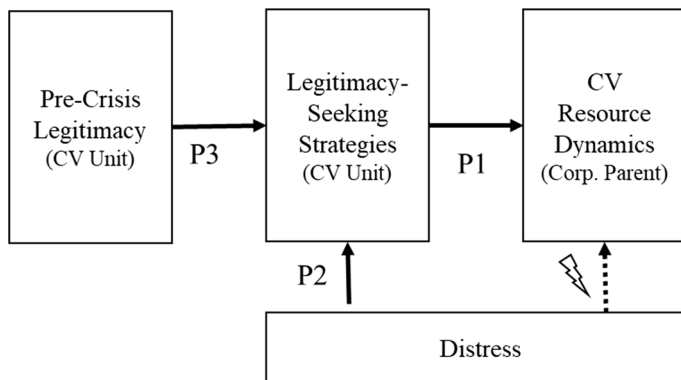 Pre-Crisis
Legitimacy
(CV Unit)
P3
Legitimacy-
Seeking
Strategies
(CV Unit)
P1
CV
Resource
Dynamics
(Corp. Parent)
P2
Distress